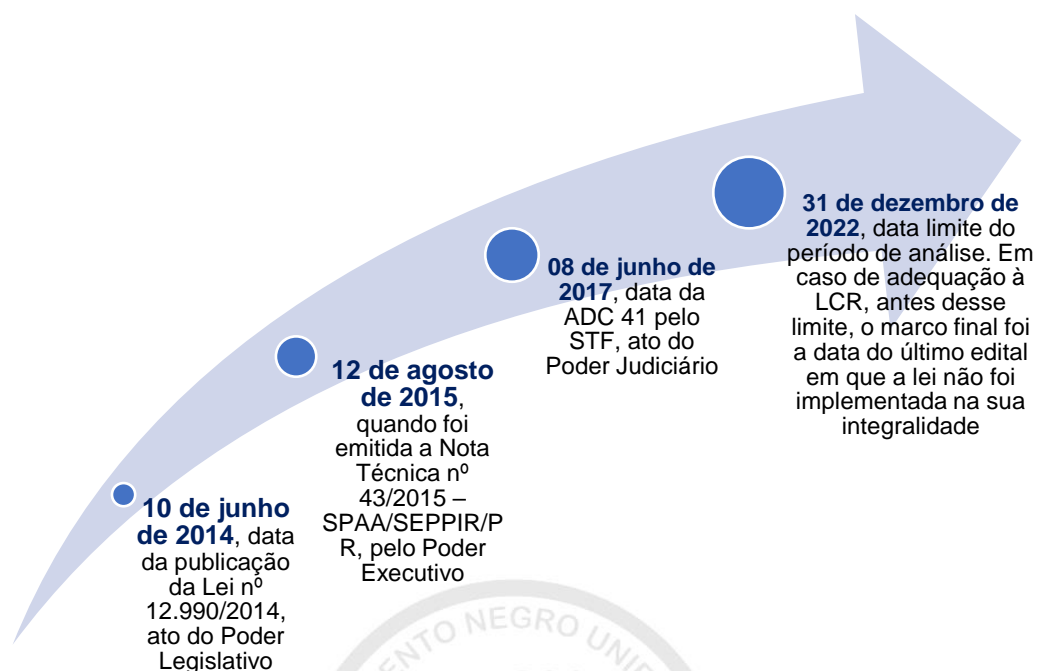 10 de junho
de 2014, data
da publicação
da Lei nº
12.990/2014,
ato do Poder
Legislativo
12 de agosto
de 2015,
quando foi
emitida a Nota
Técnica nº
43/2015 –
SPAA/SEPPIR/P
R, pelo Poder
Executivo
08 de junho de
2017, data da
ADC 41 pelo
STF, ato do
Poder Judiciário
31 de dezembro de
2022, data limite do
período de análise. Em
caso de adequação à
LCR, antes desse
limite, o marco final foi
a data do último edital
em que a lei não foi
implementada na sua
integralidade
NEGRO